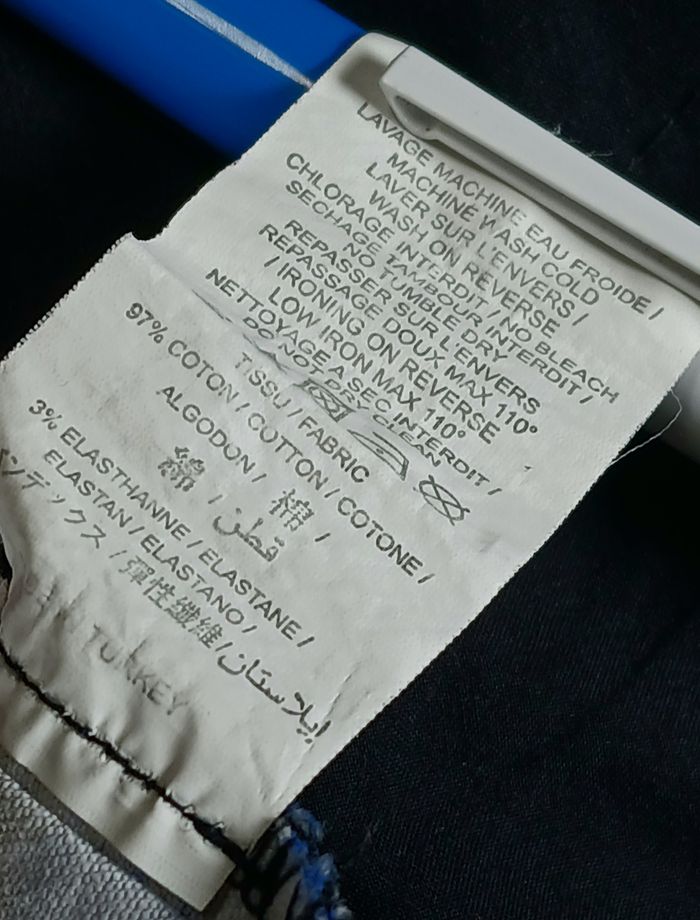 LAVAGE MACHINE EAU FROIDE /
MACHINE WASH COLD
LAVER SUR L'ENVERS /
WASH ON REVERSE
CHLORAGE INTERDIT / NO BLEACH
SECHAGE TAMBOUR INTERDIT /
NO TUMBLE DRY
REPASSER SUR L'ENVERS
/ IRONING ON REVERSE
REPASSAGE DOUX MAX 110°
LOW IRON MAX 110°
NETTOYAGE A SEC INTERDIT /
DO NOT DRY CLEAN
TISSU / FABRIC
97% COTON / COTTON / COTONE /
ALGODON / 棉 /
綿 / قطن
3% ELASTHANNE / ELASTANE /
ELASTAN / ELASTANO /
ンデックス / 彈性纖維 / إيلاستان
IN TURKEY